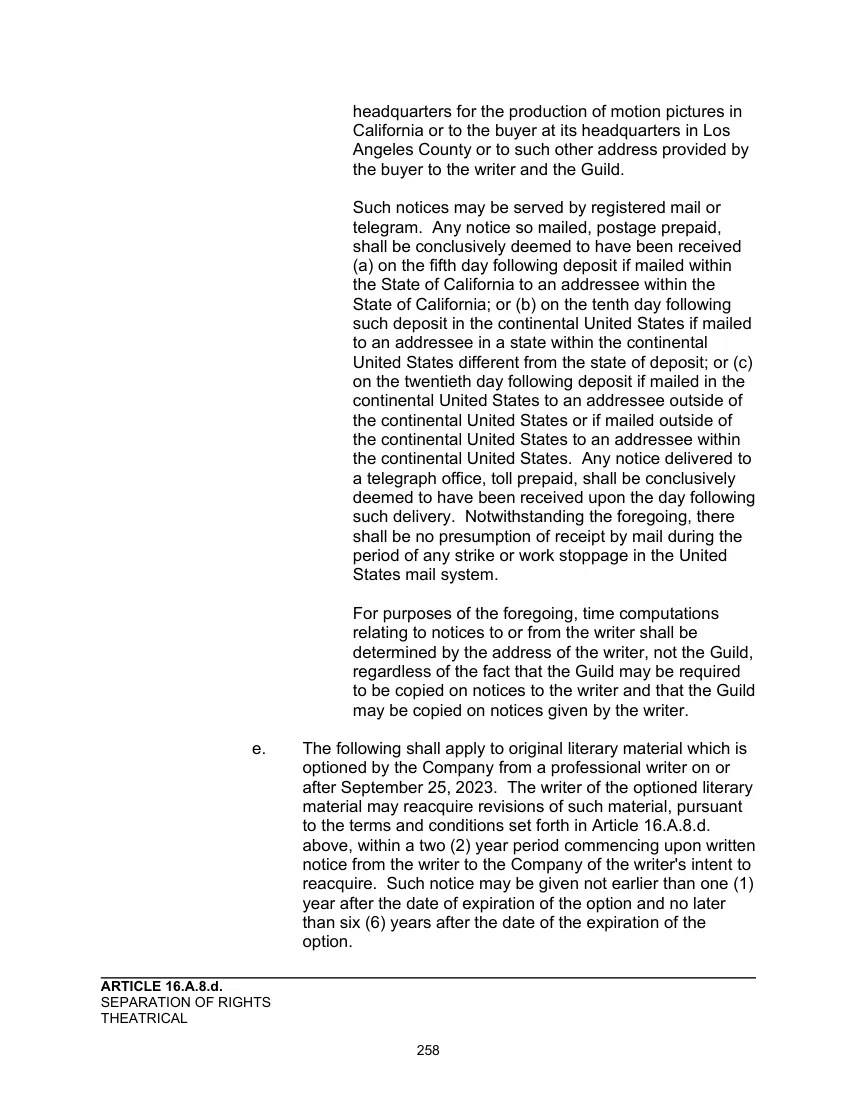 headquarters for the production of motion pictures in
California or to the buyer at its headquarters in Los
Angeles County or to such other address provided by
the buyer to the writer and the Guild.
Such notices may be served by registered mail or
telegram.  Any notice so mailed, postage prepaid,
shall be conclusively deemed to have been received
(a) on the fifth day following deposit if mailed within
the State of California to an addressee within the
State of California; or (b) on the tenth day following
such deposit in the continental United States if mailed
to an addressee in a state within the continental
United States different from the state of deposit; or (c)
on the twentieth day following deposit if mailed in the
continental United States to an addressee outside of
the continental United States or if mailed outside of
the continental United States to an addressee within
the continental United States.  Any notice delivered to
a telegraph office, toll prepaid, shall be conclusively
deemed to have been received upon the day following
such delivery.  Notwithstanding the foregoing, there
shall be no presumption of receipt by mail during the
period of any strike or work stoppage in the United
States mail system.
For purposes of the foregoing, time computations
relating to notices to or from the writer shall be
determined by the address of the writer, not the Guild,
regardless of the fact that the Guild may be required
to be copied on notices to the writer and that the Guild
may be copied on notices given by the writer.
e. The following shall apply to original literary material which is
optioned by the Company from a professional writer on or
after September 25, 2023.  The writer of the optioned literary
material may reacquire revisions of such material, pursuant
to the terms and conditions set forth in Article 16.A.8.d.
above, within a two (2) year period commencing upon written
notice from the writer to the Company of the writer's intent to
reacquire.  Such notice may be given not earlier than one (1)
year after the date of expiration of the option and no later
than six (6) years after the date of the expiration of the
option.
ARTICLE 16.A.8.d.
SEPARATION OF RIGHTS
THEATRICAL
258